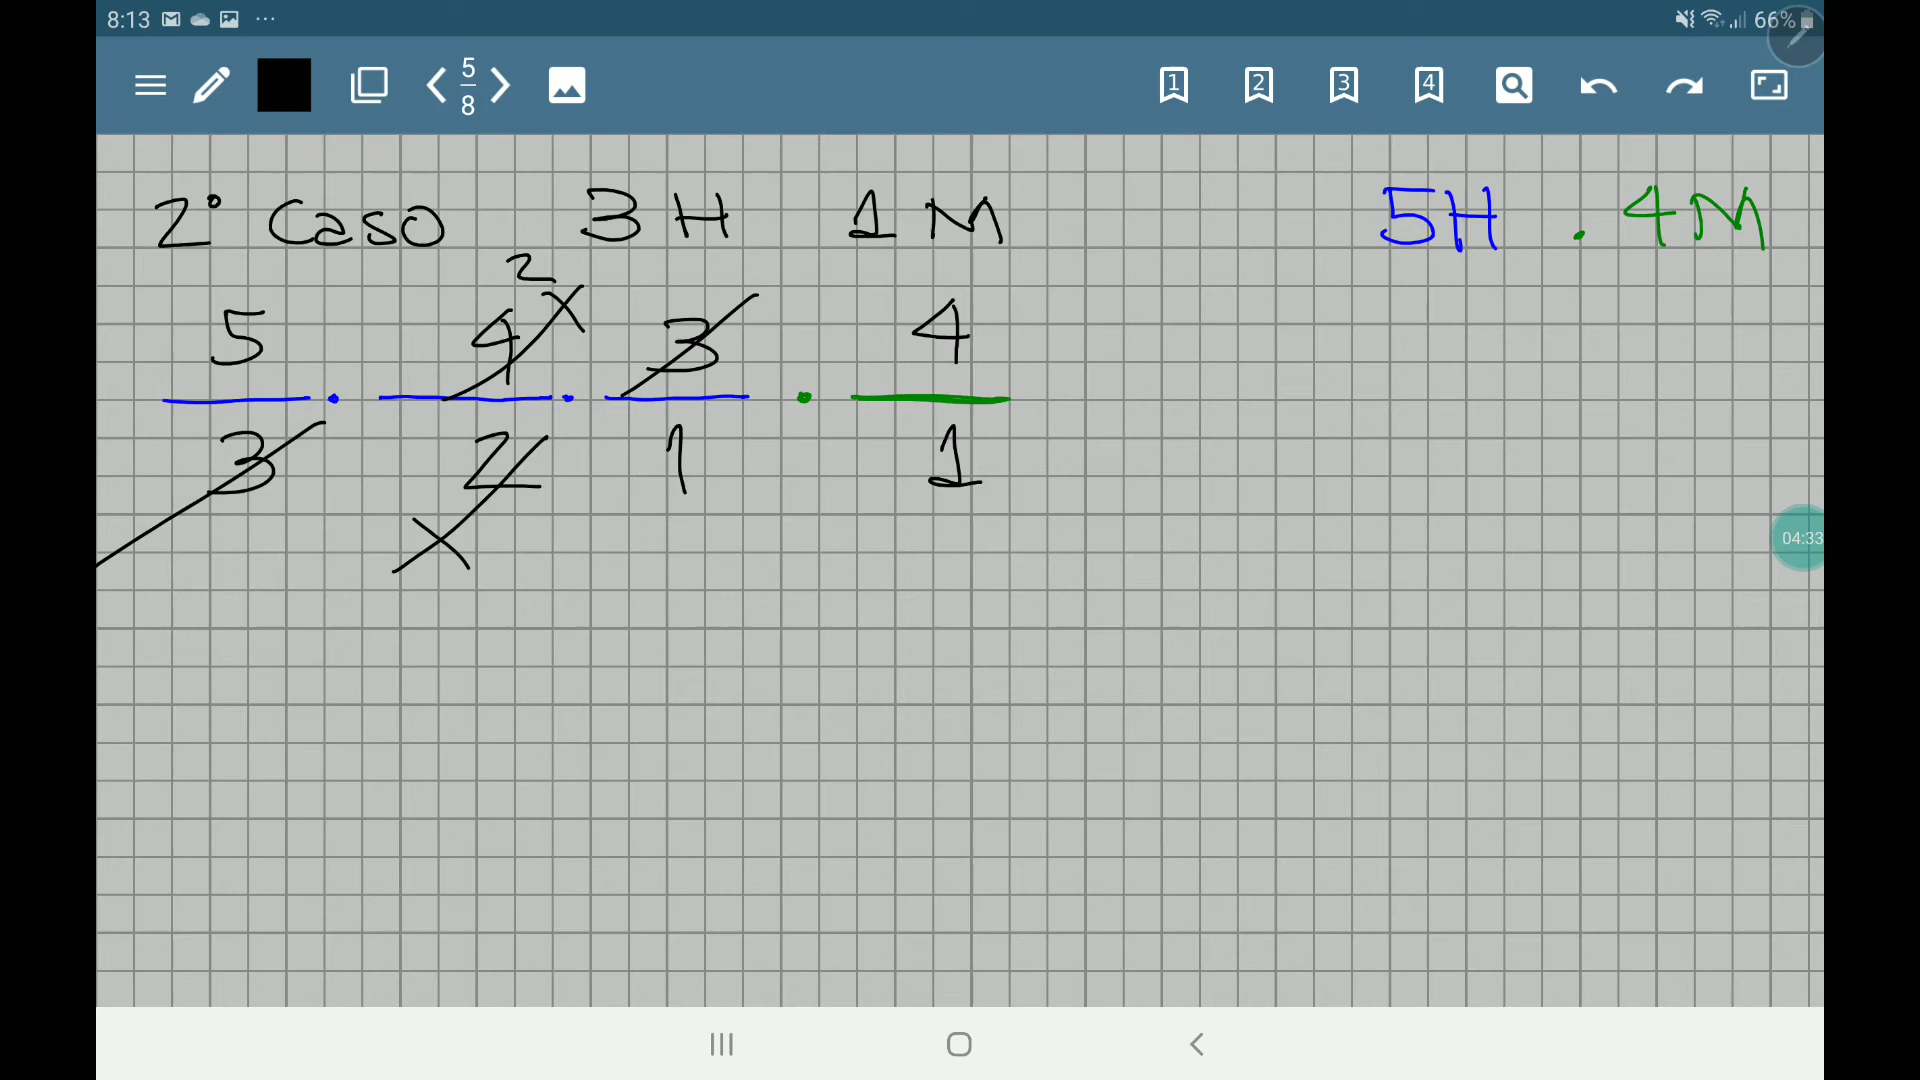 8:13 ... 66%
5
8
1 2 3 4
2° Caso 3 H 1 M 5H . 4M
2
5 . 4 . 3 . 4
3 2 1 1
04:33